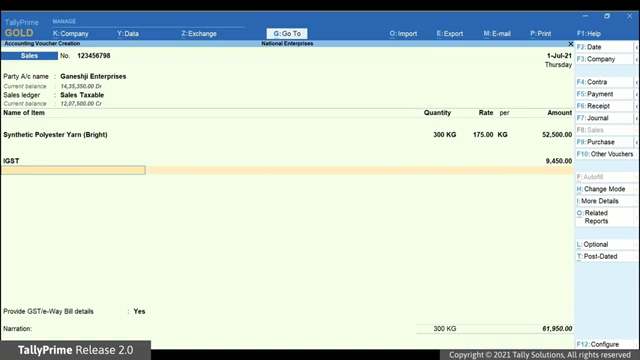 TallyPrime MANAGE
GOLD K: Company Y: Data Z: Exchange G: Go To O: Import E: Export M: E-mail P: Print F1: Help
Accounting Voucher Creation National Enterprises
Sales No. 123456798 1-Jul-21
Thursday
Party A/c name : Ganeshji Enterprises
Current balance : 14,35,350.00 Dr
Sales ledger : Sales Taxable
Current balance : 12,07,500.00 Cr
Name of Item Quantity Rate per Amount
Synthetic Polyester Yarn (Bright) 300 KG 175.00 KG 52,500.00
IGST 9,450.00
Provide GST/e-Way Bill details : Yes
Narration: 300 KG 61,950.00
F2: Date
F3: Company
F4: Contra
F5: Payment
F6: Receipt
F7: Journal
F8: Sales
F9: Purchase
F10: Other Vouchers
F: Autofill
H: Change Mode
I: More Details
O: Related
Reports
L: Optional
T: Post-Dated
F12: Configure
TallyPrime Release 2.0
Copyright © 2021 Tally Solutions, All Rights Reserved